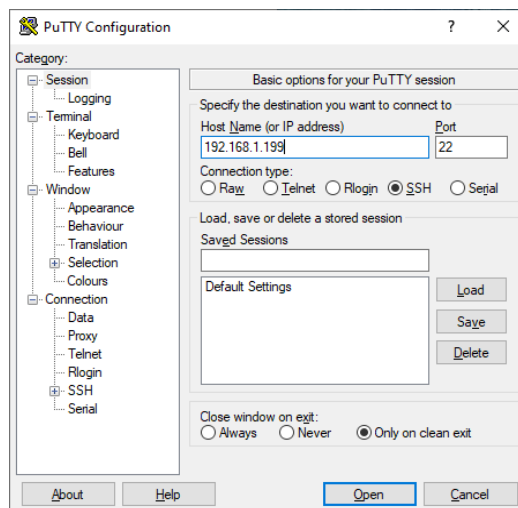 PuTTY Configuration
? ×
Category:
Session
Logging
Terminal
Keyboard
Bell
Features
Window
Appearance
Behaviour
Translation
Selection
Colours
Connection
Data
Proxy
Telnet
Rlogin
SSH
Serial
Basic options for your PuTTY session
Specify the destination you want to connect to
Host Name (or IP address) Port
192.168.1.199 22
Connection type:
Raw Telnet Rlogin SSH Serial
Load, save or delete a stored session
Saved Sessions
Default Settings
Load
Save
Delete
Close window on exit:
Always Never Only on clean exit
About Help Open Cancel